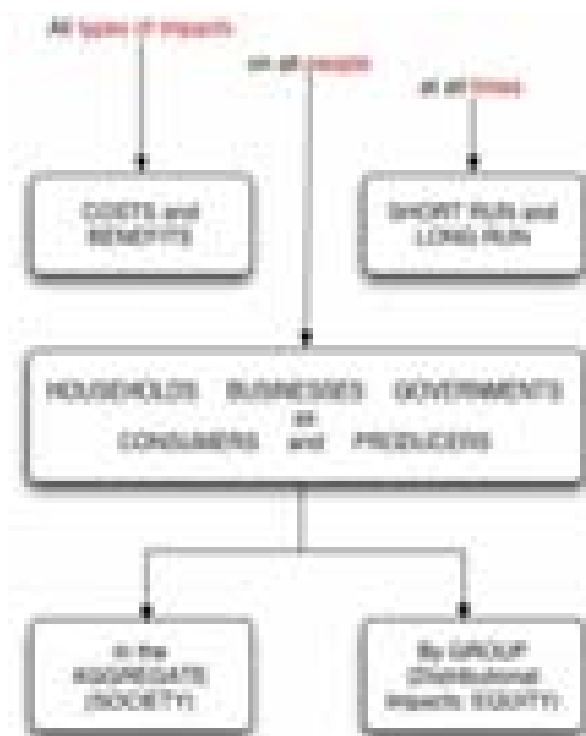 All types of impacts
on all people
at all times
COSTS and
BENEFITS
SHORT RUN and
LONG RUN
HOUSEHOLDS BUSINESSES GOVERNMENTS
as
CONSUMERS and PRODUCERS
In the
AGGREGATE
(SOCIETY)
By GROUP
(Distributional
Impacts: EQUITY)